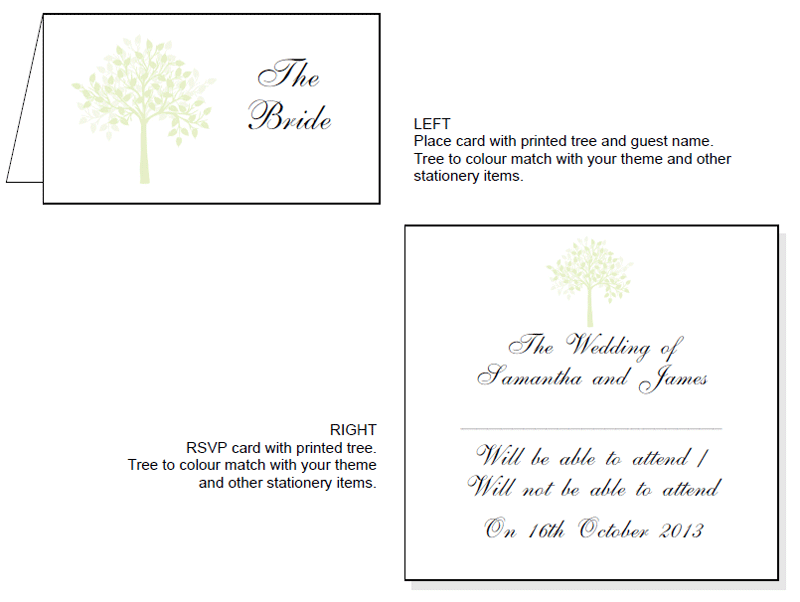 The
Bride
LEFT
Place card with printed tree and guest name.
Tree to colour match with your theme and other
stationery items.
The Wedding of
Samantha and James
RIGHT
RSVP card with printed tree.
Tree to colour match with your theme
and other stationery items.
Will be able to attend /
Will not be able to attend
On 16th October 2013